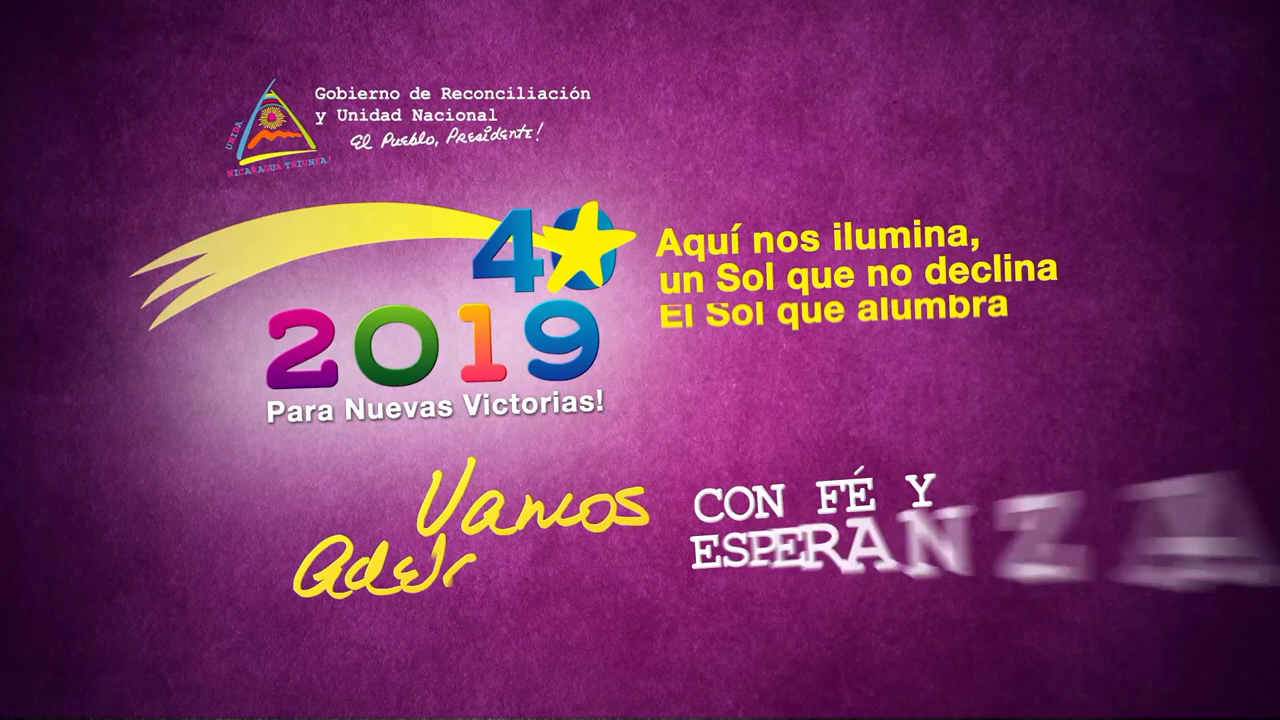 Gobierno de Reconciliación
y Unidad Nacional
El Pueblo, Presidente!
UNIDA
NICARAGUA TRIUNFA
40
2019
Para Nuevas Victorias!
Aquí nos ilumina,
un Sol que no declina
El Sol que alumbra
Vamos
CON FÉ Y
ESPERANZA